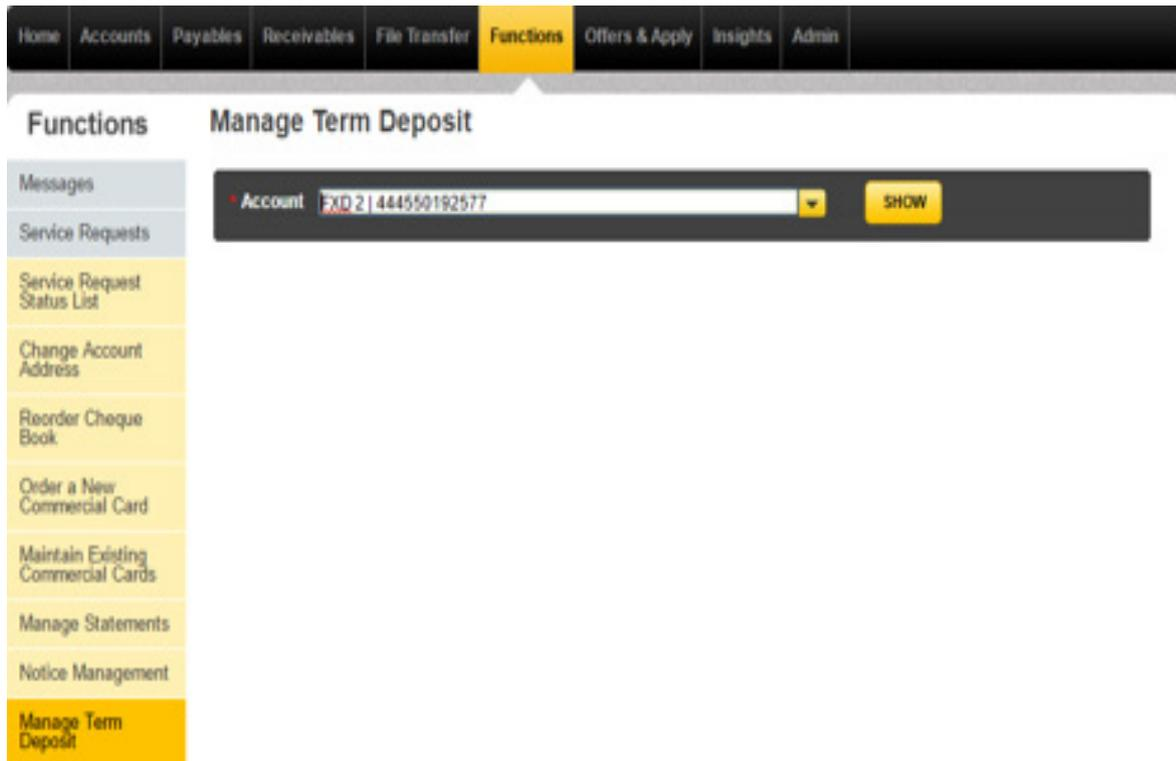 Home Accounts Payables Receivables File Transfer Functions Offers & Apply Insights Admin
Functions
Manage Term Deposit
* Account FXD 2 | 444550192577 SHOW
Messages
Service Requests
Service Request
Status List
Change Account
Address
Reorder Cheque
Book
Order a New
Commercial Card
Maintain Existing
Commercial Cards
Manage Statements
Notice Management
Manage Term
Deposit